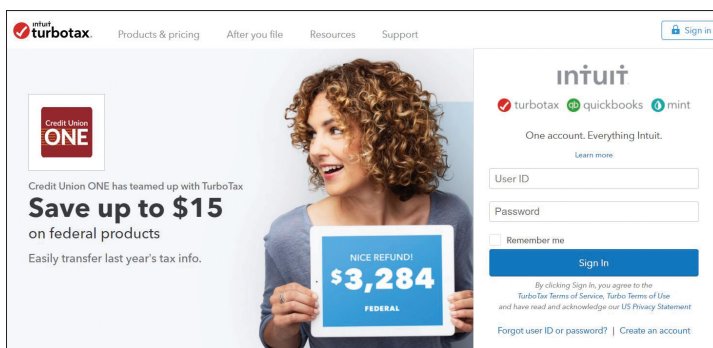 intuit
turbotax.
Products & pricing
After you file
Resources
Support
Sign in
Credit Union
ONE
Credit Union ONE has teamed up with TurboTax
Save up to $15
on federal products
Easily transfer last year's tax info.
NICE REFUND!
$3,284
FEDERAL
intuit
turbotax qb quickbooks mint
One account. Everything Intuit.
Learn more
User ID
Password
Remember me
Sign In
By clicking Sign In, you agree to the
TurboTax Terms of Service, Turbo Terms of Use
and have read and acknowledge our US Privacy Statement
Forgot user ID or password? | Create an account